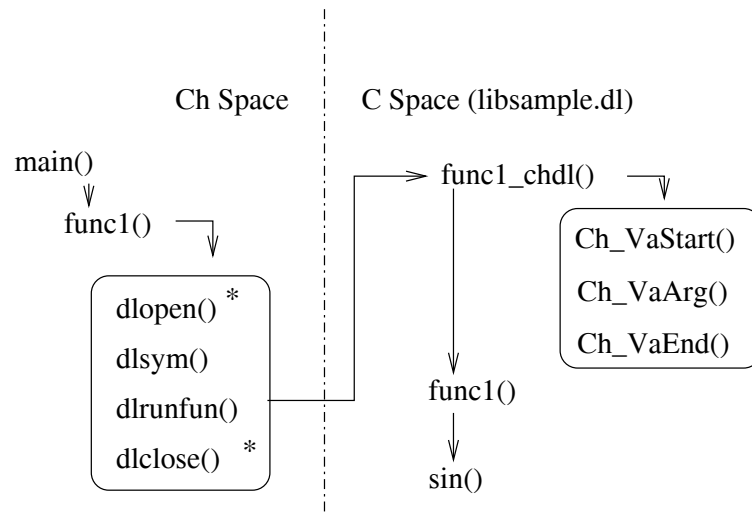 Ch Space
C Space (libsample.dl)
main()
func1()
dlopen() *
dlsym()
dlrunfun()
dlclose() *
func1_chdl()
Ch_VaStart()
Ch_VaArg()
Ch_VaEnd()
func1()
sin()